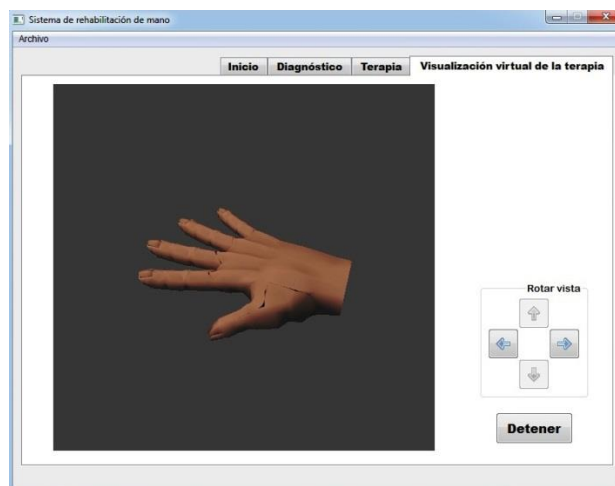 Sistema de rehabilitación de mano
Archivo
Inicio Diagnóstico Terapia Visualización virtual de la terapia
Rotar vista
Detener